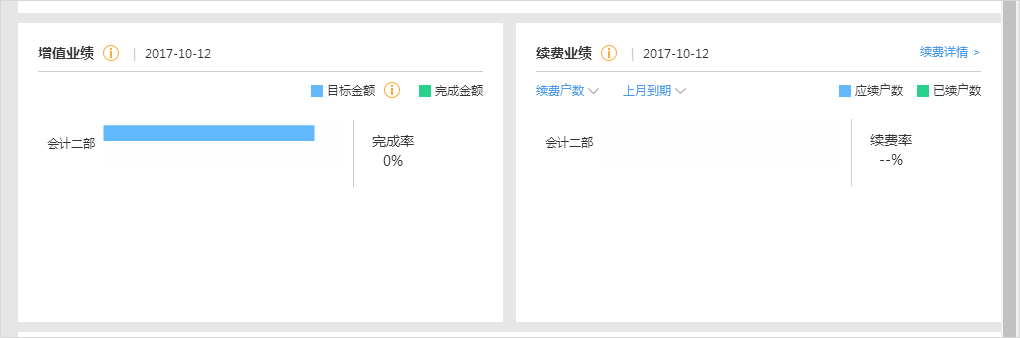 增值业绩 | 2017-10-12
目标金额 完成金额
会计二部
完成率
0%
续费业绩 | 2017-10-12 续费详情 >
续费户数 上月到期 应续户数 已续户数
会计二部
续费率
--%